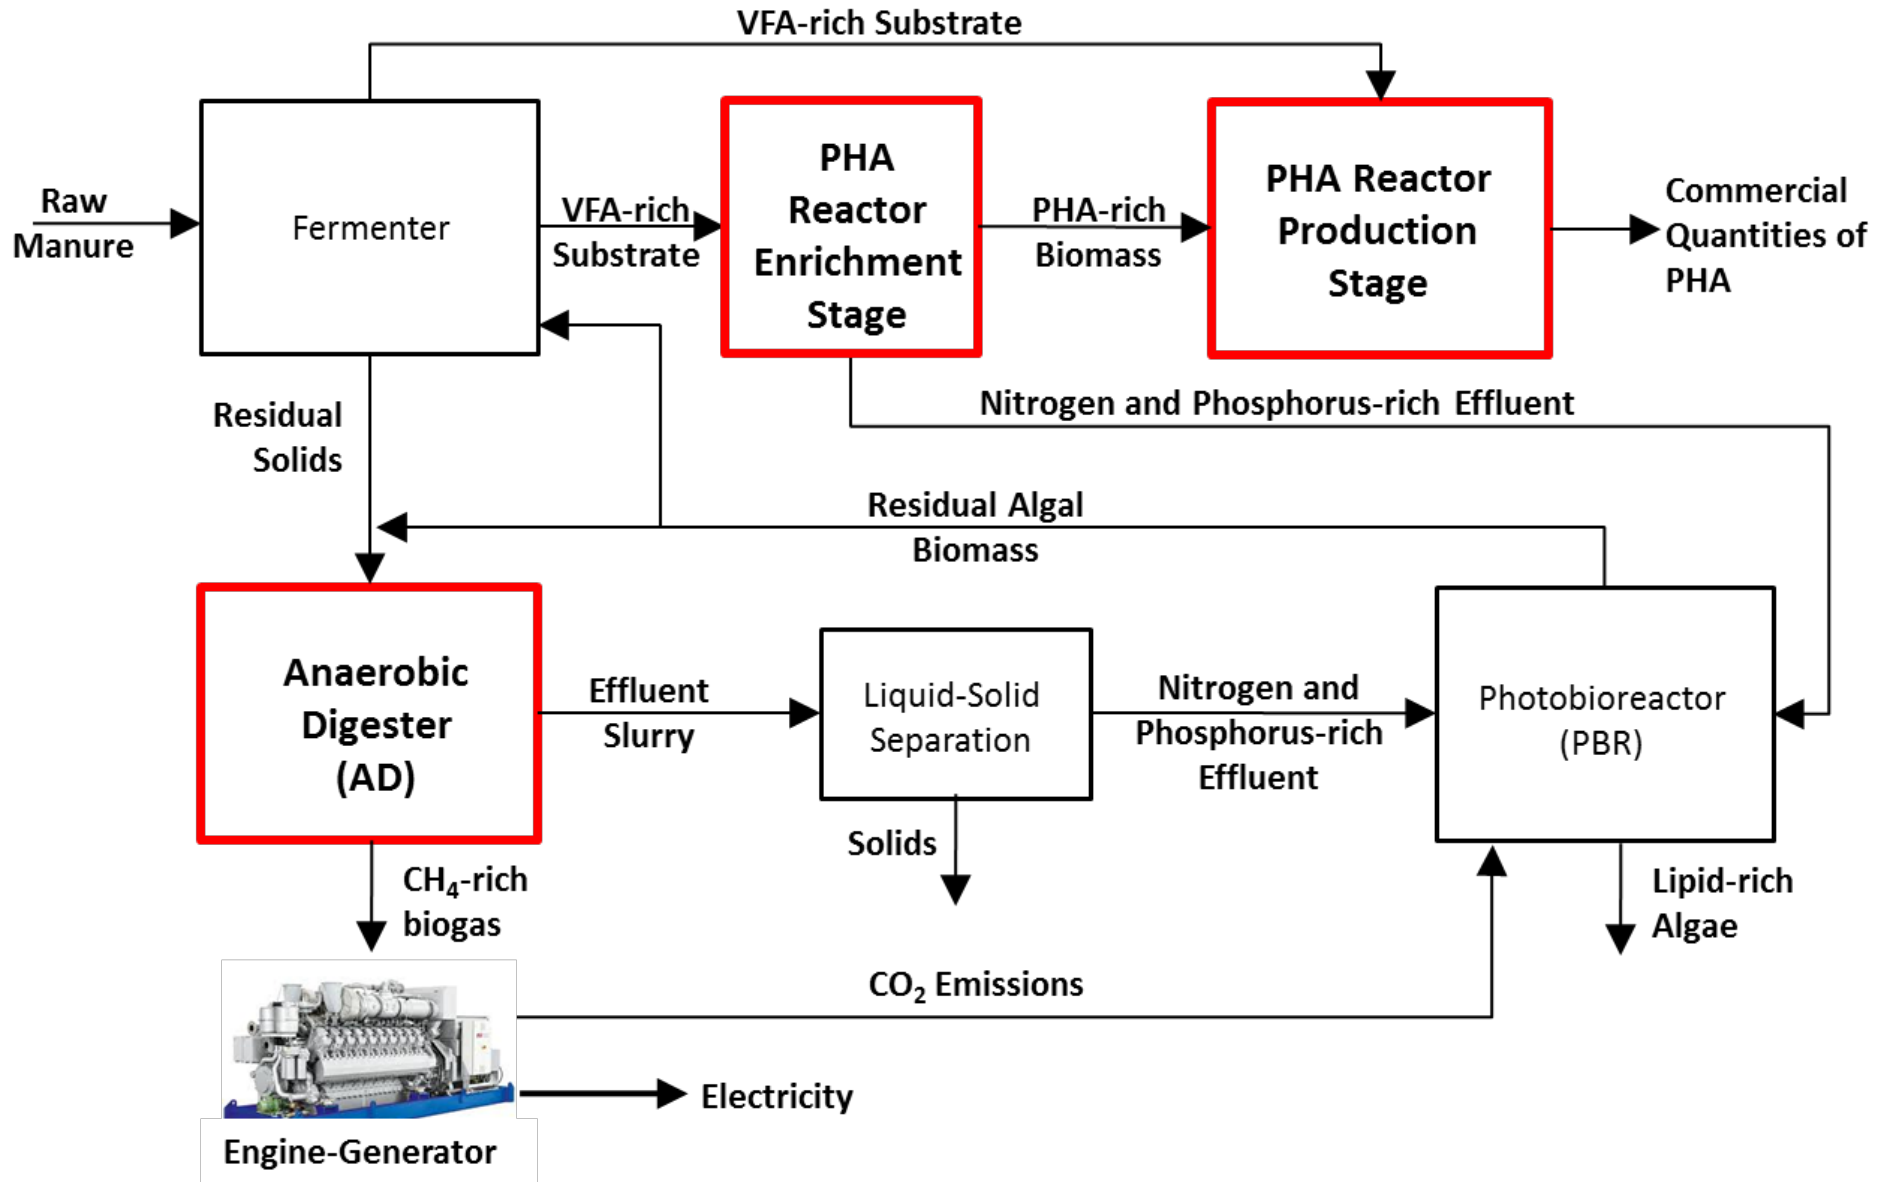 VFA-rich Substrate
Raw
Manure
Fermenter
VFA-rich
Substrate
PHA
Reactor
Enrichment
Stage
PHA-rich
Biomass
PHA Reactor
Production
Stage
Commercial
Quantities of
PHA
Residual
Solids
Nitrogen and Phosphorus-rich Effluent
Residual Algal
Biomass
Anaerobic
Digester
(AD)
Effluent
Slurry
Liquid-Solid
Separation
Nitrogen and
Phosphorus-rich
Effluent
Photobioreactor
(PBR)
Solids
CH₄-rich
biogas
Lipid-rich
Algae
CO₂ Emissions
Electricity
Engine-Generator